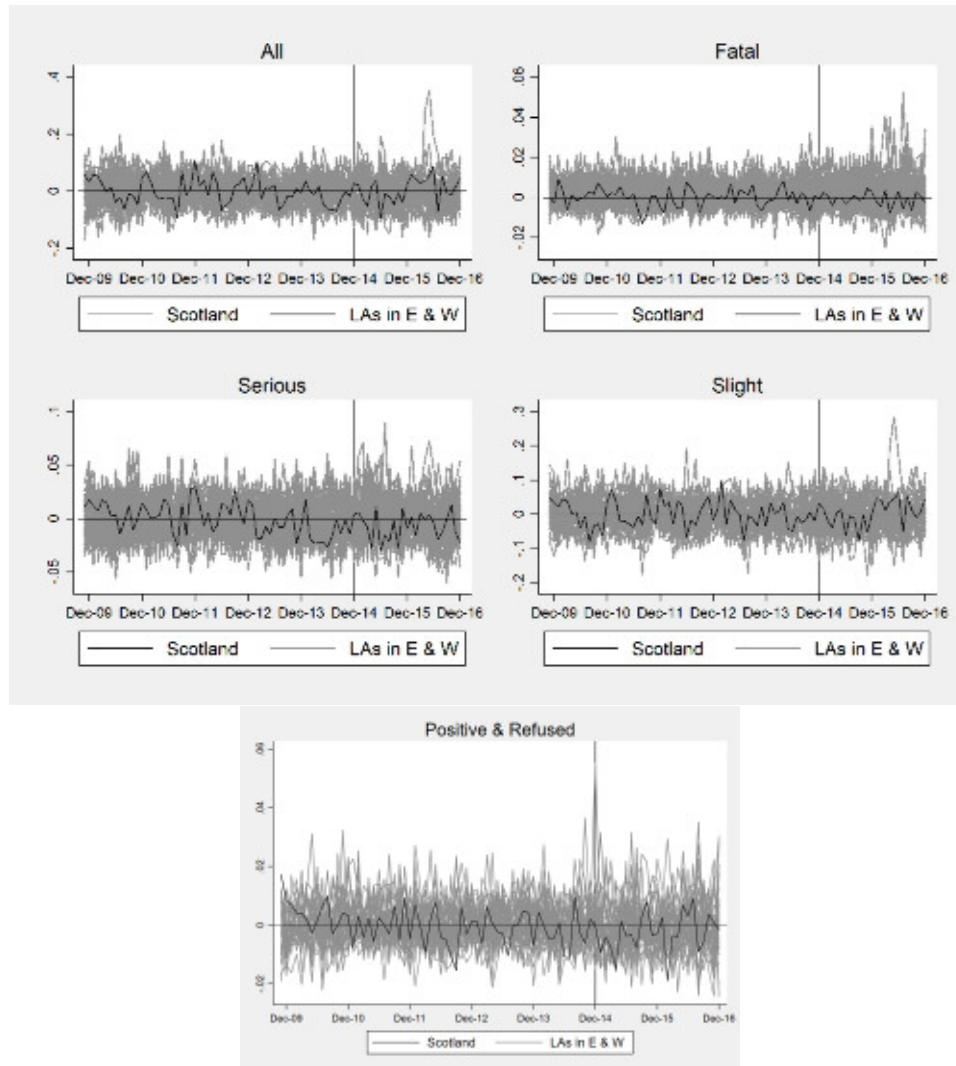 All Fatal
.4
.2
0
-.2
.06
.04
.02
0
-.02
Dec-09 Dec-10 Dec-11 Dec-12 Dec-13 Dec-14 Dec-15 Dec-16
Dec-09 Dec-10 Dec-11 Dec-12 Dec-13 Dec-14 Dec-15 Dec-16
Scotland LAs in E & W
Scotland LAs in E & W
Serious Slight
.1
.05
0
-.05
.3
.2
.1
0
-.1
-.2
Dec-09 Dec-10 Dec-11 Dec-12 Dec-13 Dec-14 Dec-15 Dec-16
Dec-09 Dec-10 Dec-11 Dec-12 Dec-13 Dec-14 Dec-15 Dec-16
Scotland LAs in E & W
Scotland LAs in E & W
Positive & Refused
.06
.04
.02
0
-.02
Dec-09 Dec-10 Dec-11 Dec-12 Dec-13 Dec-14 Dec-15 Dec-16
Scotland LAs in E & W